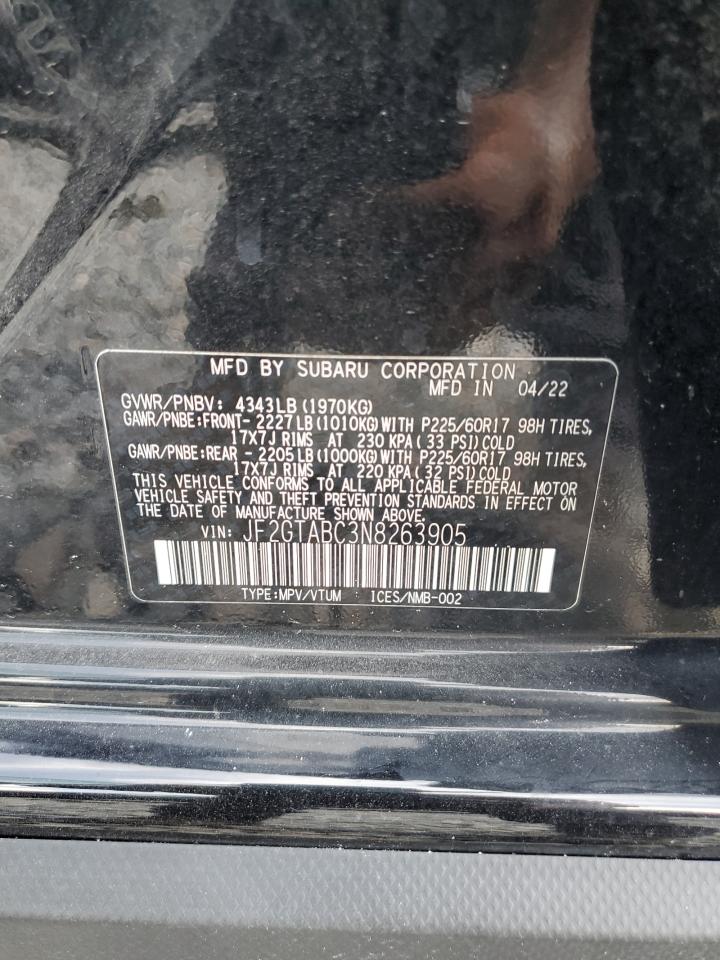 MFD BY SUBARU CORPORATION
MFD IN 04/22
GVWR/PNBV: 4343LB (1970KG)
GAWR/PNBE:FRONT- 2227LB (1010KG) WITH P225/60R17 98H TIRES,
17X7J RIMS AT 230 KPA (33 PSI) COLD
GAWR/PNBE:REAR - 2205LB (1000KG) WITH P225/60R17 98H TIRES,
17X7J RIMS AT 220 KPA (32 PSI) COLD
THIS VEHICLE CONFORMS TO ALL APPLICABLE FEDERAL MOTOR
VEHICLE SAFETY AND THEFT PREVENTION STANDARDS IN EFFECT ON
THE DATE OF MANUFACTURE SHOWN ABOVE.
VIN: JF2GTABC3N8263905
TYPE:MPV/VTUM ICES/NMB-002